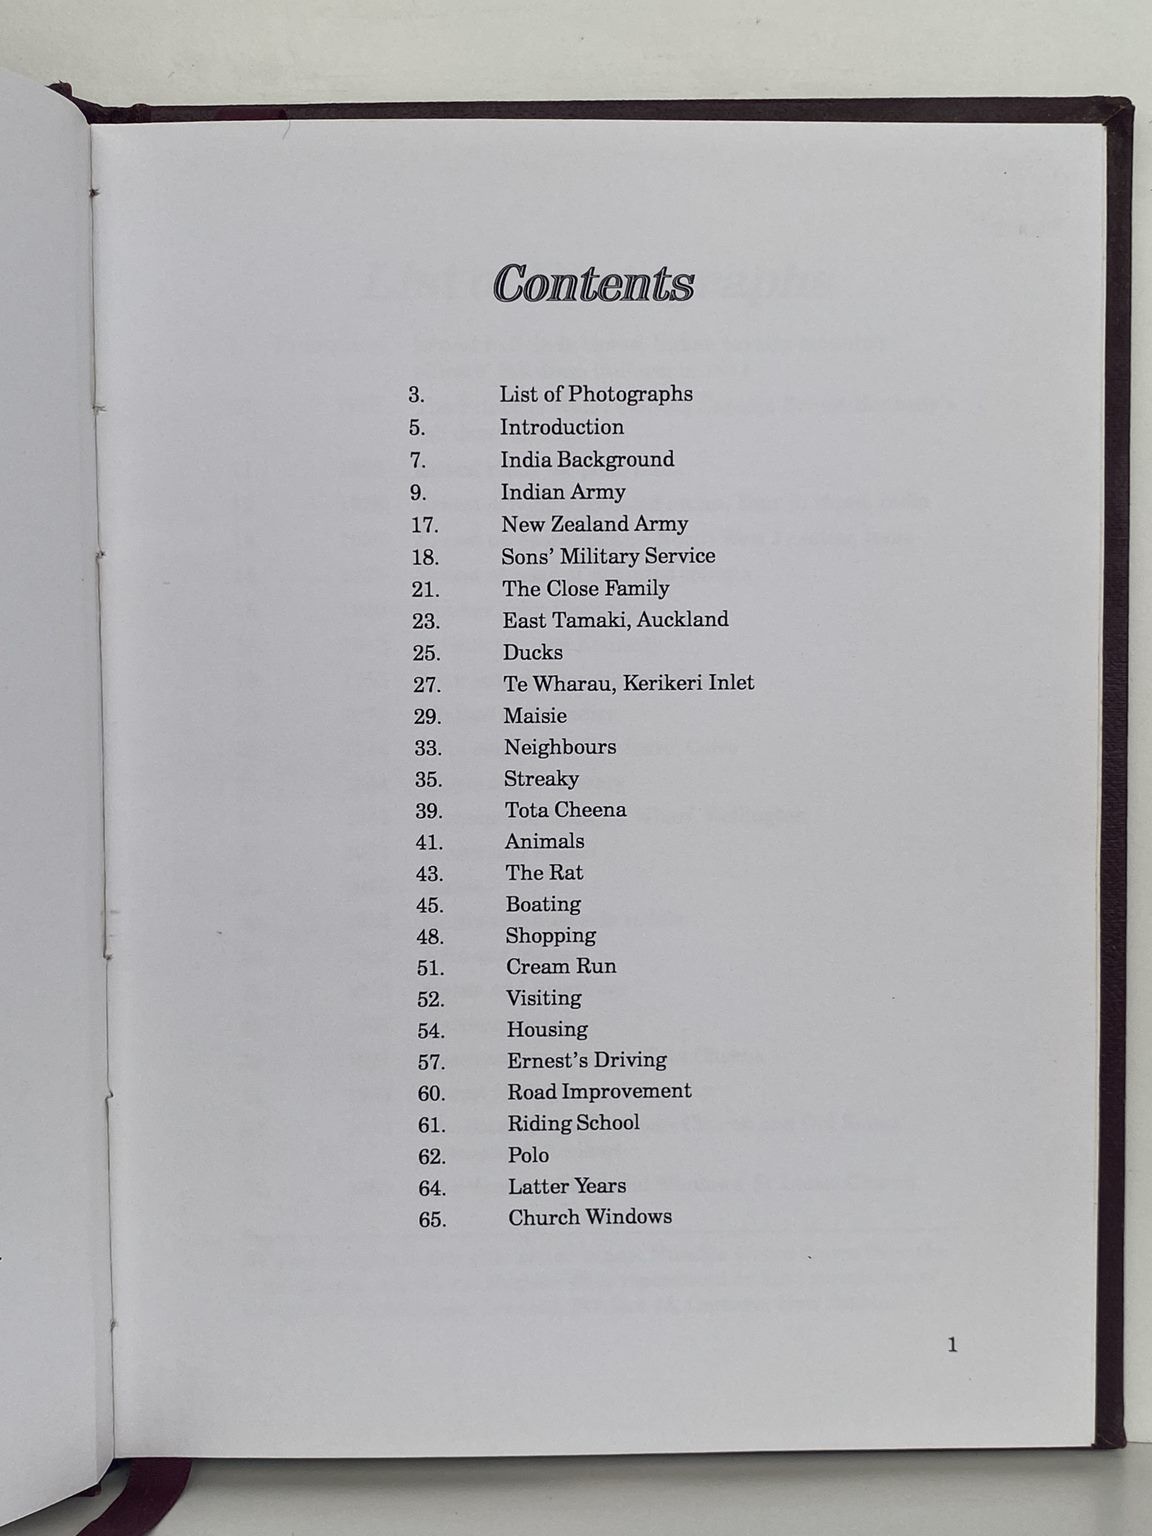 Contents
3. List of Photographs
5. Introduction
7. India Background
9. Indian Army
17. New Zealand Army
18. Sons’ Military Service
21. The Close Family
23. East Tamaki, Auckland
25. Ducks
27. Te Wharau, Kerikeri Inlet
29. Maisie
33. Neighbours
35. Streaky
39. Tota Cheena
41. Animals
43. The Rat
45. Boating
48. Shopping
51. Cream Run
52. Visiting
54. Housing
57. Ernest’s Driving
60. Road Improvement
61. Riding School
62. Polo
64. Latter Years
65. Church Windows
1